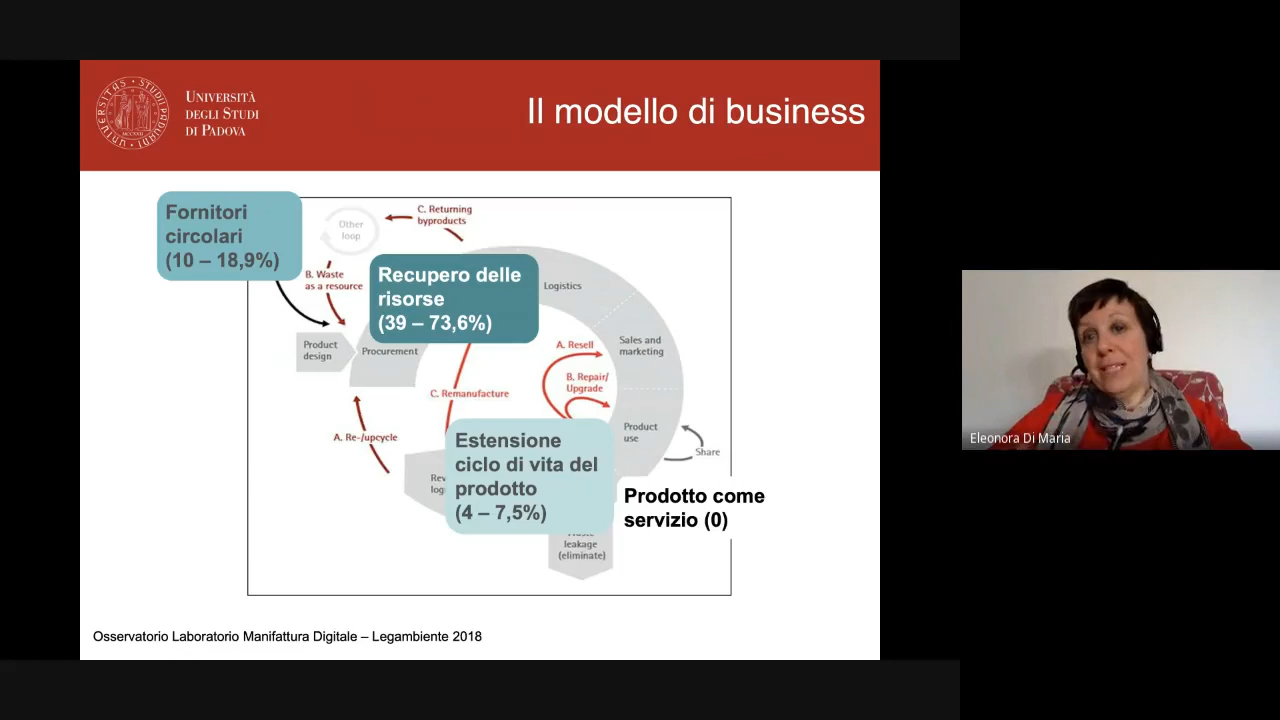 UNIVERSITÀ
DEGLI STUDI
DI PADOVA
Il modello di business
Fornitori
circolari
(10 – 18,9%)
Other
loop
C. Returning
byproducts
B. Waste
as a resource
Recupero delle
risorse
(39 – 73,6%)
Logistics
Product
design
Procurement
Sales and
marketing
A. Resell
B. Repair/
Upgrade
C. Remanufacture
A. Re-/upcycle
Product
use
Share
Estensione
ciclo di vita del
prodotto
(4 – 7,5%)
Prodotto come
servizio (0)
leakage
(eliminate)
Osservatorio Laboratorio Manifattura Digitale – Legambiente 2018
Eleonora Di Maria